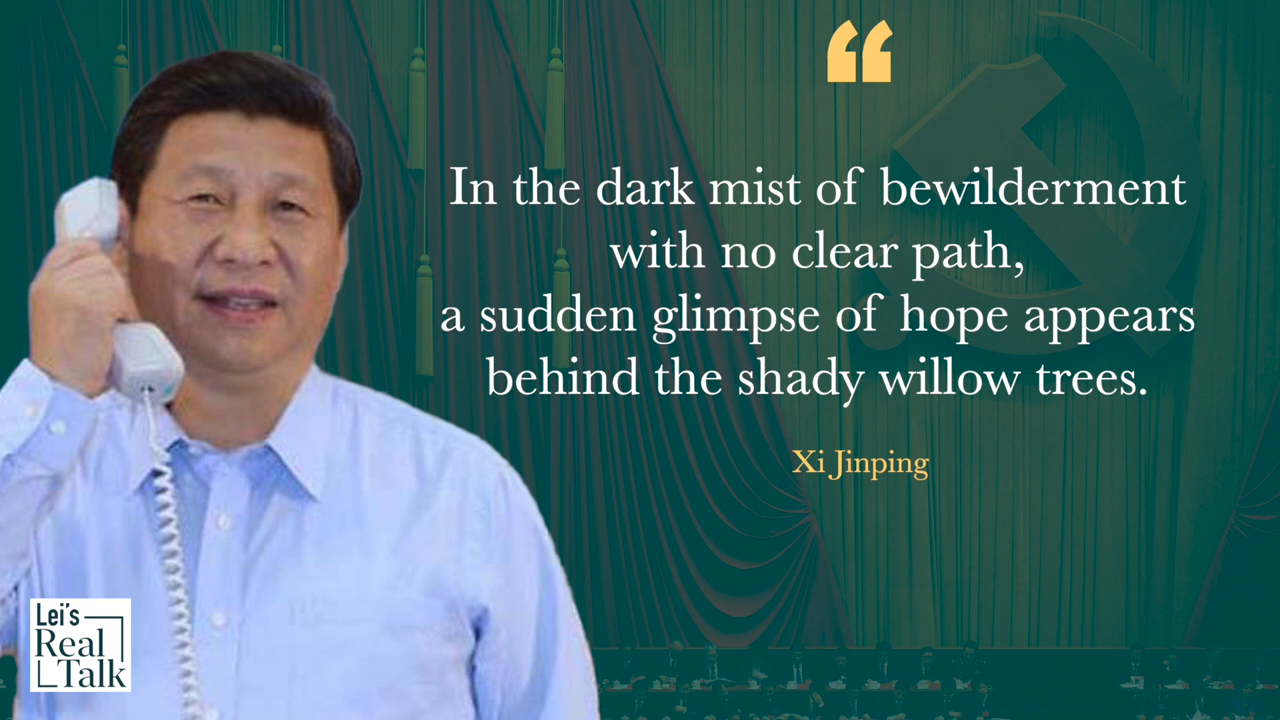 “
In the dark mist of bewilderment
with no clear path,
a sudden glimpse of hope appears
behind the shady willow trees.
Xi Jinping
Lei's
Real
Talk